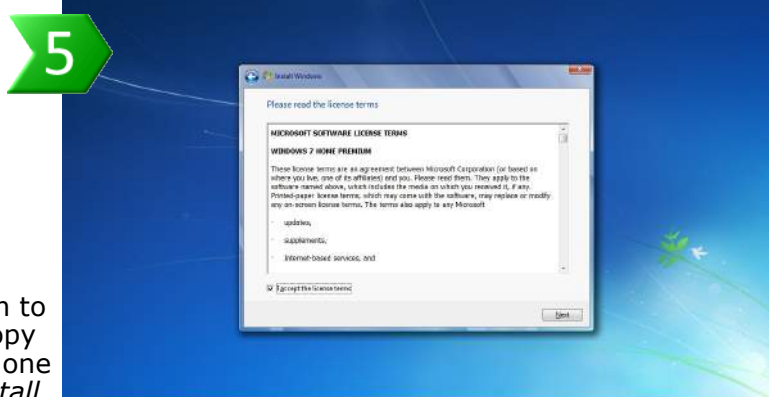 5
Install Windows
Please read the license terms
MICROSOFT SOFTWARE LICENSE TERMS
WINDOWS 7 HOME PREMIUM
These license terms are an agreement between Microsoft Corporation (or based on
where you live, one of its affiliates) and you. Please read them. They apply to the
software named above, which includes the media on which you received it, if any.
Printed-paper license terms, which may come with the software, may replace or modify
any on-screen license terms. The terms also apply to any Microsoft
· updates,
· supplements,
· Internet-based services, and
I accept the license terms
Next
n to
opy
one
tall